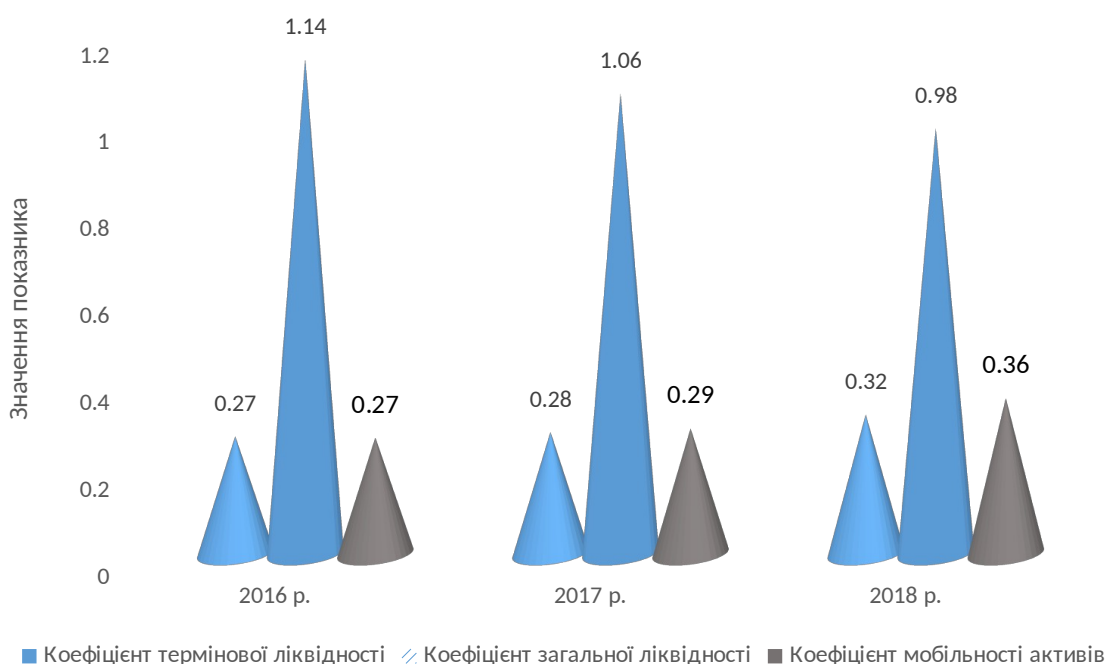 1.14
1.2
1.06
0.98
1
0.8
Значення показника
0.6
0.36
0.32
0.4
0.27
0.27
0.28
0.29
0.2
0
2016 р.
2017 р.
2018 р.
Коефіцієнт термінової ліквідності
Коефіцієнт загальної ліквідності
Коефіцієнт мобільності активів